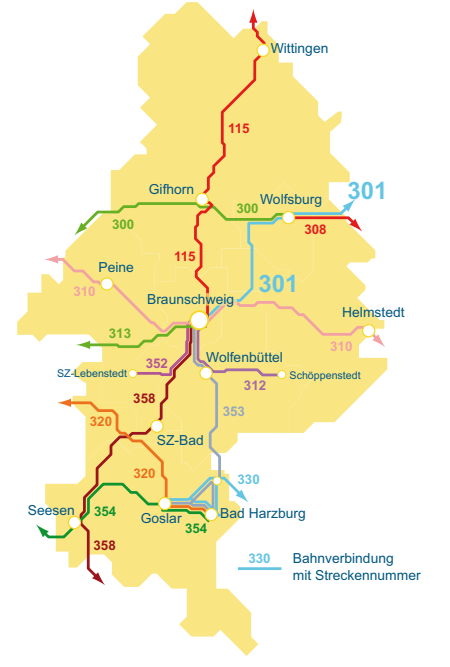 Wittingen
115
Gifhorn
Wolfsburg
301
300
300
308
115
Peine
301
310
Braunschweig
Helmstedt
313
310
352
Wolfenbüttel
SZ-Lebenstedt
Schöppenstedt
312
358
353
320
SZ-Bad
320
330
Seesen
354
Goslar
Bad Harzburg
354
358
330 Bahnverbindung
mit Streckennummer